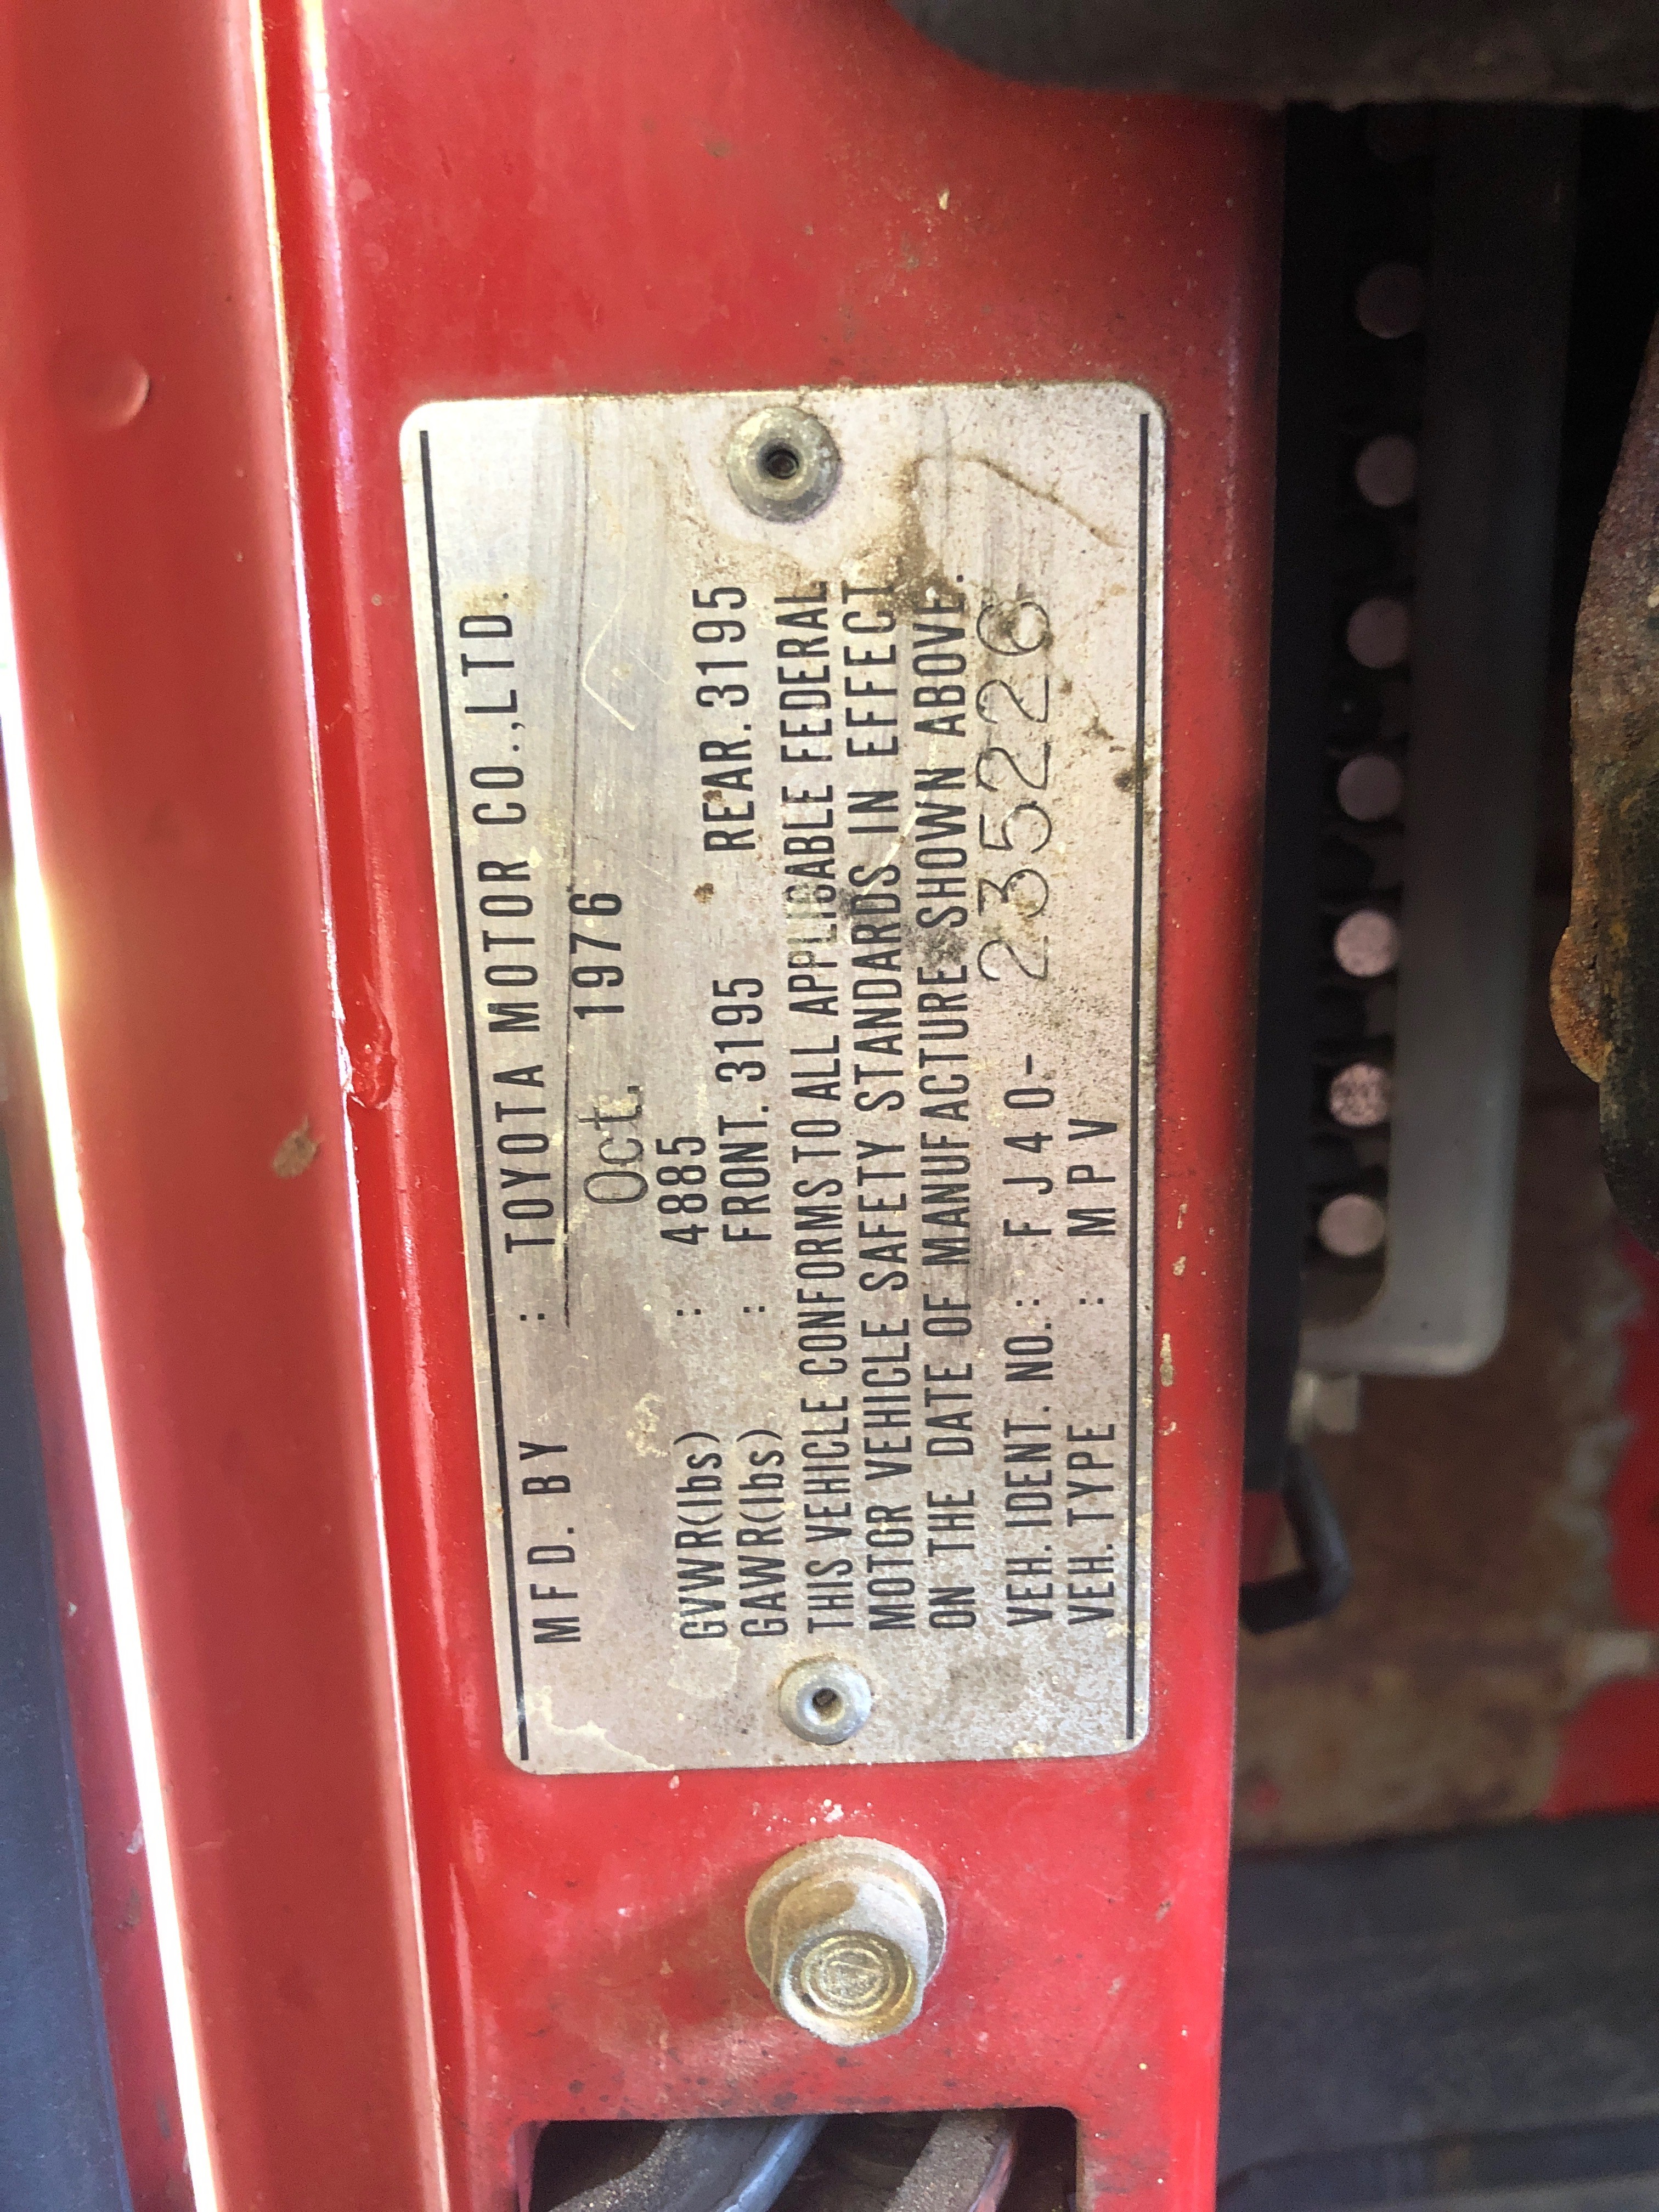 MFD. BY : TOYOTA MOTOR CO.,LTD.
Oct. 1976
GVWR(lbs) : 4885
GAWR(lbs) : FRONT. 3195 REAR. 3195
THIS VEHICLE CONFORMS TO ALL APPLICABLE FEDERAL
MOTOR VEHICLE SAFETY STANDARDS IN EFFECT
ON THE DATE OF MANUFACTURE SHOWN ABOVE.
VEH. IDENT. NO. : FJ40- 235226
VEH. TYPE : MPV